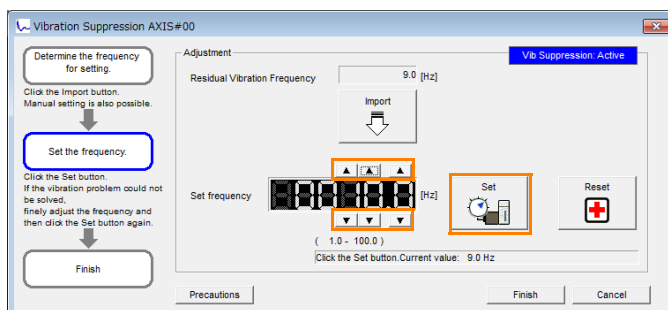 Vibration Suppression AXIS#00
Determine the frequency
for setting.
Click the Import button.
Manual setting is also possible.
Set the frequency.
Click the Set button.
If the vibration problem could not
be solved,
finely adjust the frequency and
then click the Set button again.
Finish
Adjustment
Vib Suppression: Active
Residual Vibration Frequency
9.0 [Hz]
Import
Set frequency
[Hz]
Set
Reset
( 1.0 - 100.0 )
Click the Set button.Current value: 9.0 Hz
Precautions
Finish
Cancel